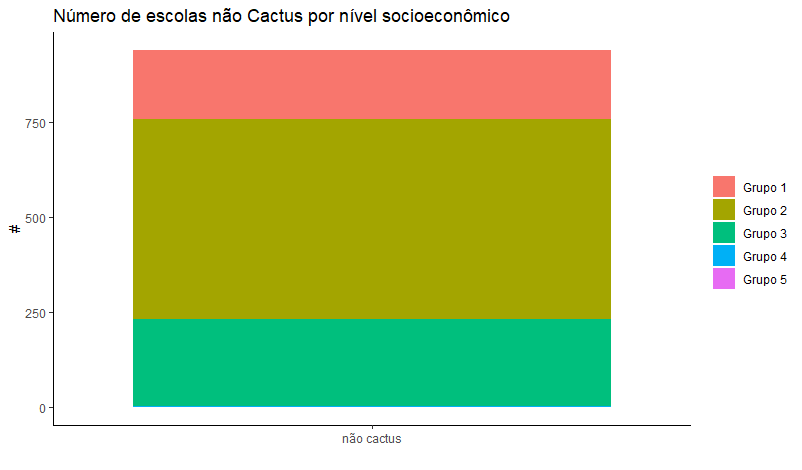 Número de escolas não Cactus por nível socioeconômico
750
500
250
0
#
não cactus
Grupo 1
Grupo 2
Grupo 3
Grupo 4
Grupo 5